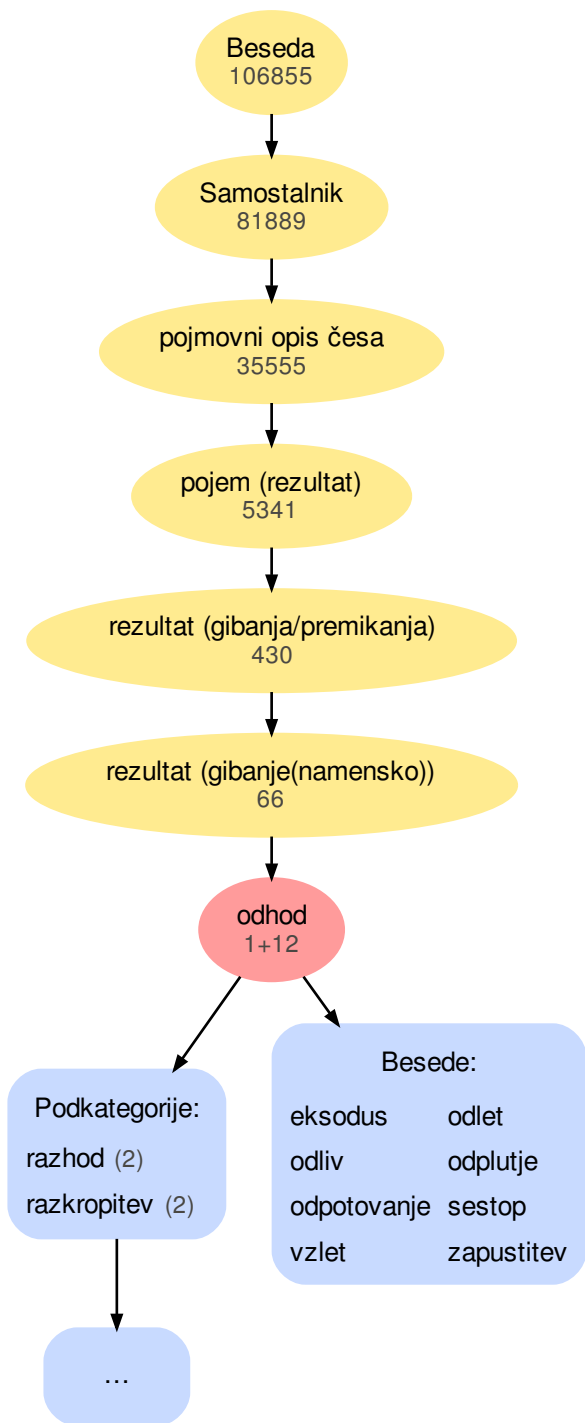 Beseda
106855
Samostalnik
81889
pojmovni opis česa
35555
pojem (rezultat)
5341
rezultat (gibanja/premikanja)
430
rezultat (gibanje(namensko))
66
odhod
1+12
Podkategorije:
razhod (2)
razkropitev (2)
...
Besede:
eksodus odlet
odliv odplutje
odpotovanje sestop
vzlet zapustitev